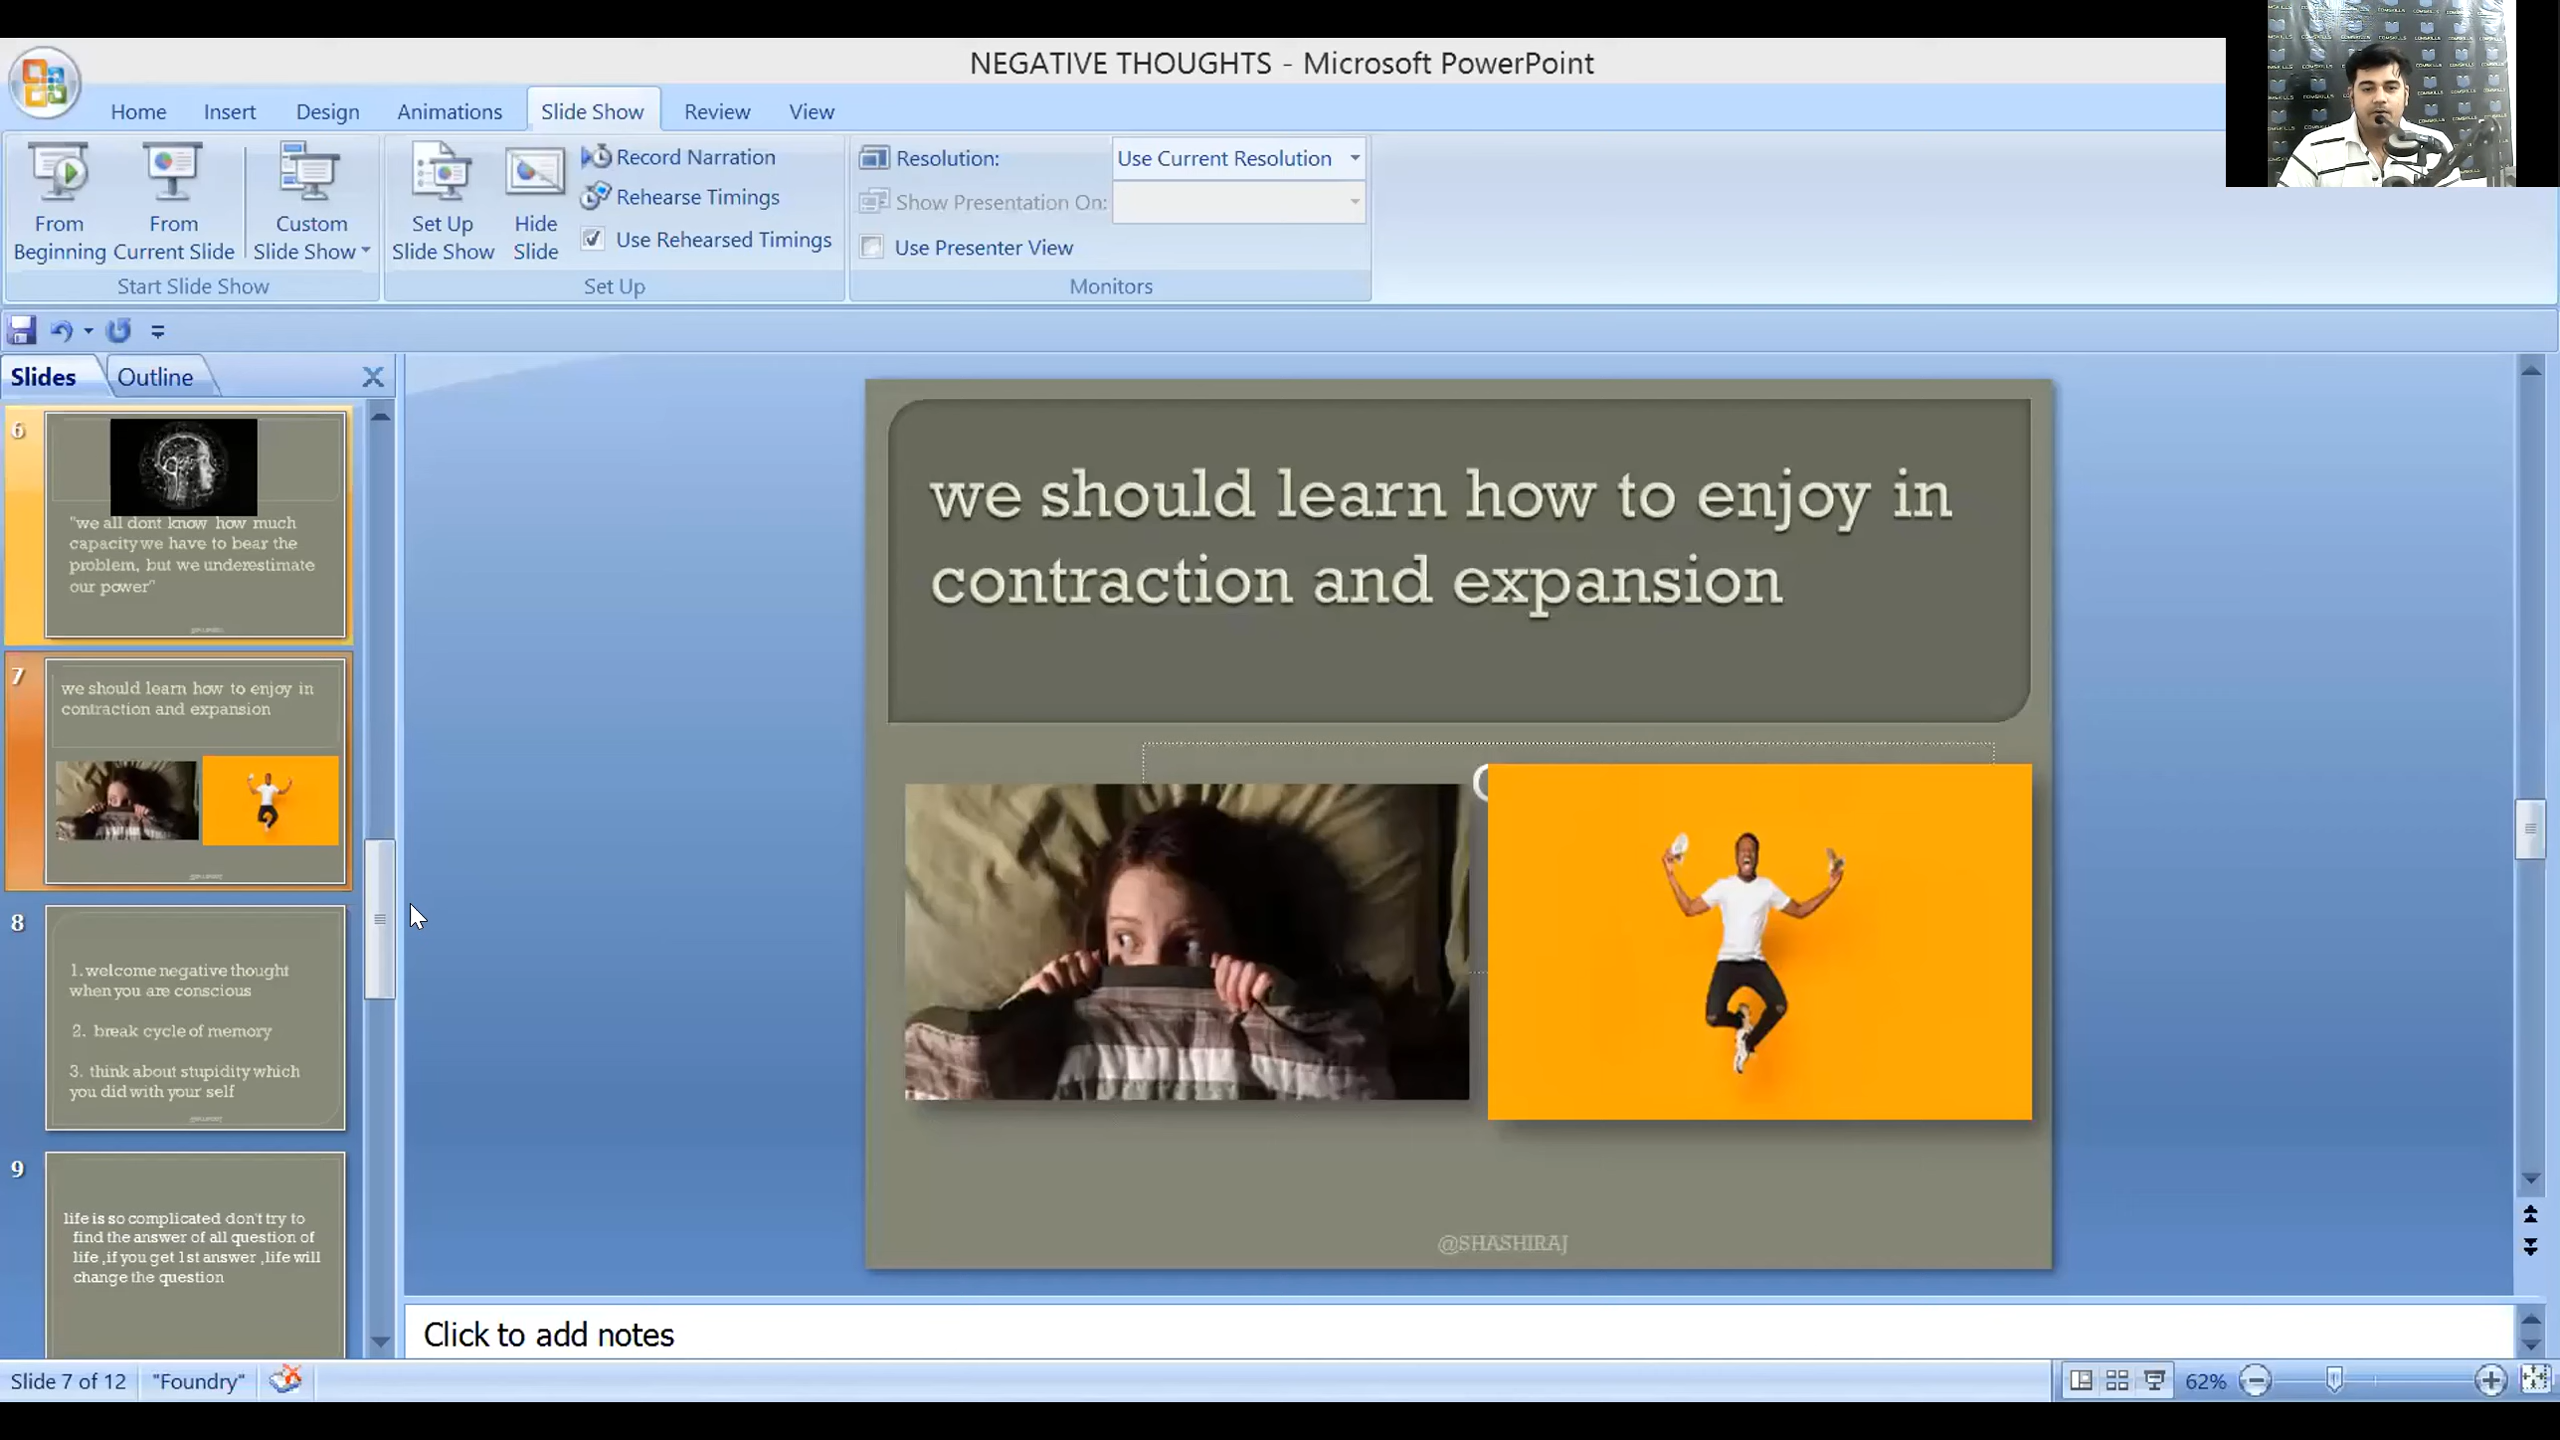 NEGATIVE THOUGHTS - Microsoft PowerPoint
Home Insert Design Animations Slide Show Review View
From Beginning
From Current Slide
Custom Slide Show
Start Slide Show
Set Up Slide Show
Hide Slide
Record Narration
Rehearse Timings
Use Rehearsed Timings
Set Up
Resolution: Use Current Resolution
Show Presentation On:
Use Presenter View
Monitors
Slides Outline
6
"we all dont know how much
capacity we have to bear the
problem, but we underestimate
our power"
7
we should learn how to enjoy in
contraction and expansion
8
1. welcome negative thought
when you are conscious
2. break cycle of memory
3. think about stupidity which
you did with your self
9
life is so complicated don't try to
find the answer of all question of
life ,if you get 1st answer ,life will
change the question
we should learn how to enjoy in
contraction and expansion
@SHASHIRAJ
Click to add notes
Slide 7 of 12 "Foundry" 62%